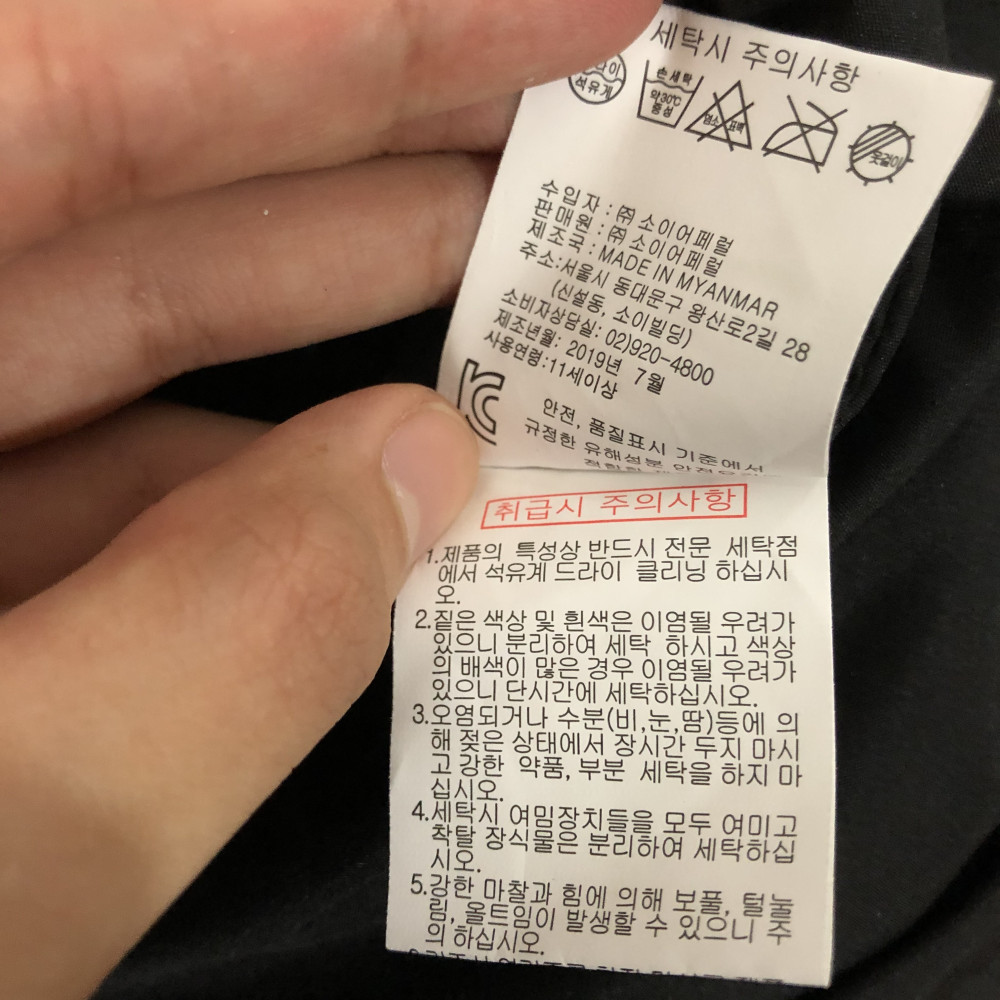 세탁시 주의사항
석유계
손세탁
약30℃
중성
염소 표백
옷걸이
수입자 : ㈜ 소이어페럴
판매원 : ㈜ 소이어페럴
제조국 : MADE IN MYANMAR
주소:서울시 동대문구 왕산로2길 28
(신설동, 소이빌딩)
소비자상담실: 02)920-4800
제조년월: 2019년 7월
사용연령:11세이상
안전, 품질표시 기준에서
규정한 유해성분
취급시 주의사항
1.제품의 특성상 반드시 전문 세탁점
에서 석유계 드라이 클리닝 하십시
오.
2.짙은 색상 및 흰색은 이염될 우려가
있으니 분리하여 세탁 하시고 색상
의 배색이 많은 경우 이염될 우려가
있으니 단시간에 세탁하십시오.
3.오염되거나 수분(비,눈,땀)등에 의
해 젖은 상태에서 장시간 두지 마시
고 강한 약품, 부분 세탁을 하지 마
십시오.
4.세탁시 여밈장치들을 모두 여미고
착탈 장식물은 분리하여 세탁하십
시오.
5.강한 마찰과 힘에 의해 보풀, 털눌
림, 올트임이 발생할 수 있으니 주
의 하십시오.